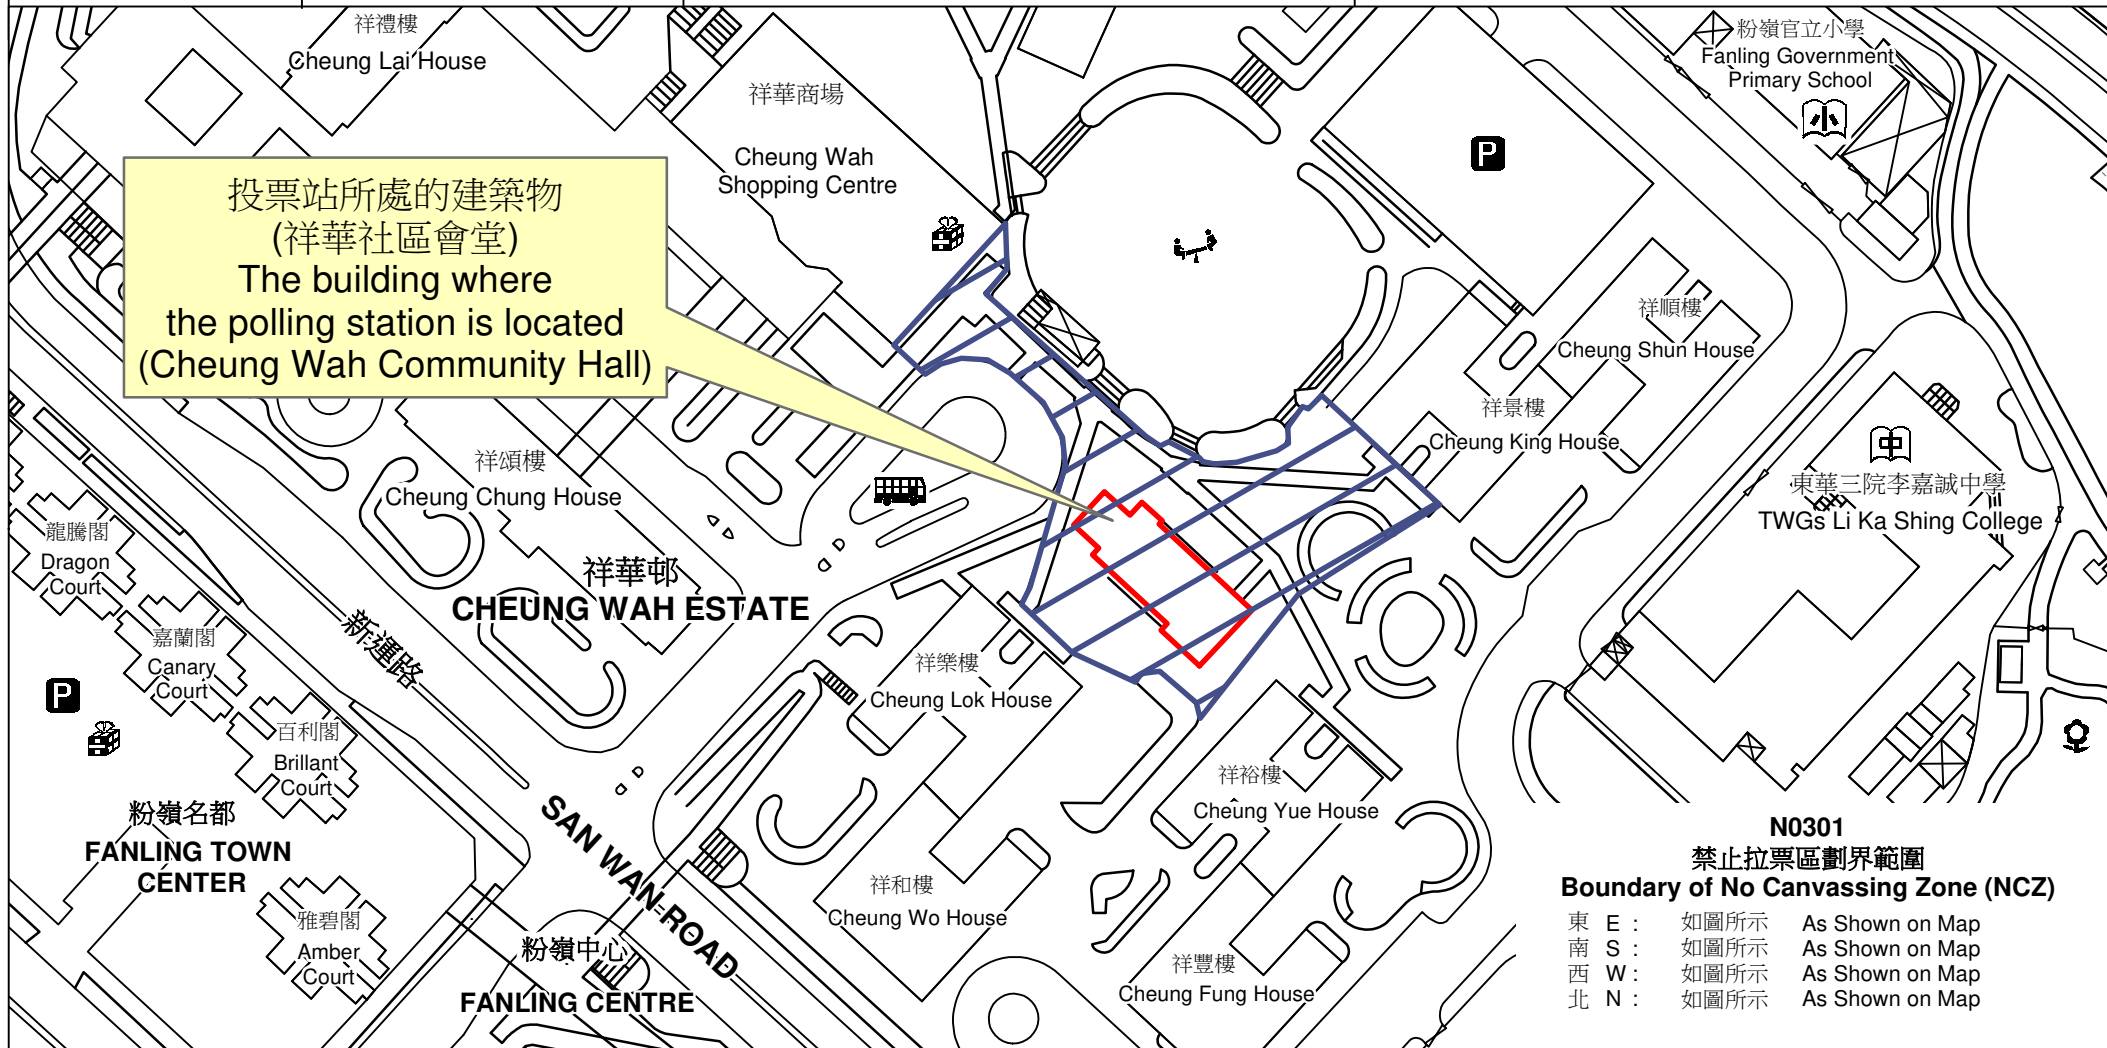 祥禮樓
Cheung Lai House
祥華商場
Cheung Wah
Shopping Centre
粉嶺官立小學
Fanling Government
Primary School
小
P
投票站所處的建築物
(祥華社區會堂)
The building where
the polling station is located
(Cheung Wah Community Hall)
祥順樓
Cheung Shun House
祥景樓
Cheung King House
中
東華三院李嘉誠中學
TWGs Li Ka Shing College
祥頌樓
Cheung Chung House
祥華邨
CHEUNG WAH ESTATE
龍騰閣
Dragon
Court
嘉蘭閣
Canary
Court
P
百利閣
Brillant
Court
新運路
SAN WAN ROAD
祥樂樓
Cheung Lok House
祥裕樓
Cheung Yue House
粉嶺名都
FANLING TOWN
CENTER
雅碧閣
Amber
Court
粉嶺中心
FANLING CENTRE
祥和樓
Cheung Wo House
祥豐樓
Cheung Fung House
N0301
禁止拉票區劃界範圍
Boundary of No Canvassing Zone (NCZ)
東 E : 如圖所示 As Shown on Map
南 S : 如圖所示 As Shown on Map
西 W : 如圖所示 As Shown on Map
北 N : 如圖所示 As Shown on Map